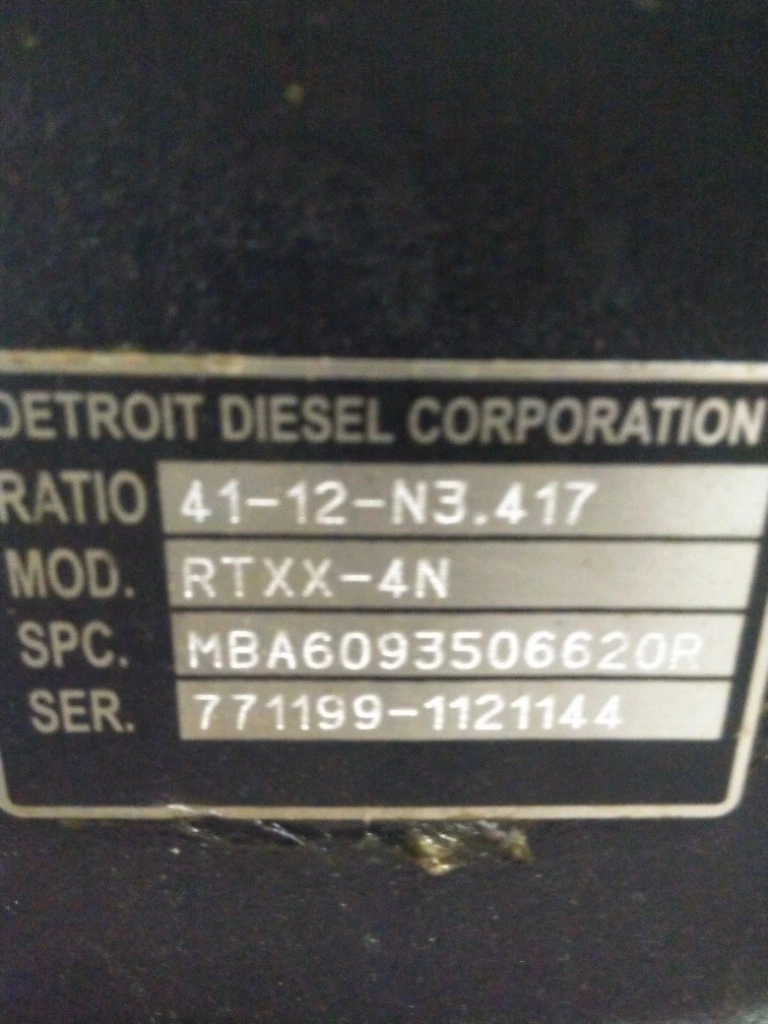 DETROIT DIESEL CORPORATION
RATIO 41-12-N3.417
MOD. RTXX-4N
SPC. MBA6093506620R
SER. 771199-1121144